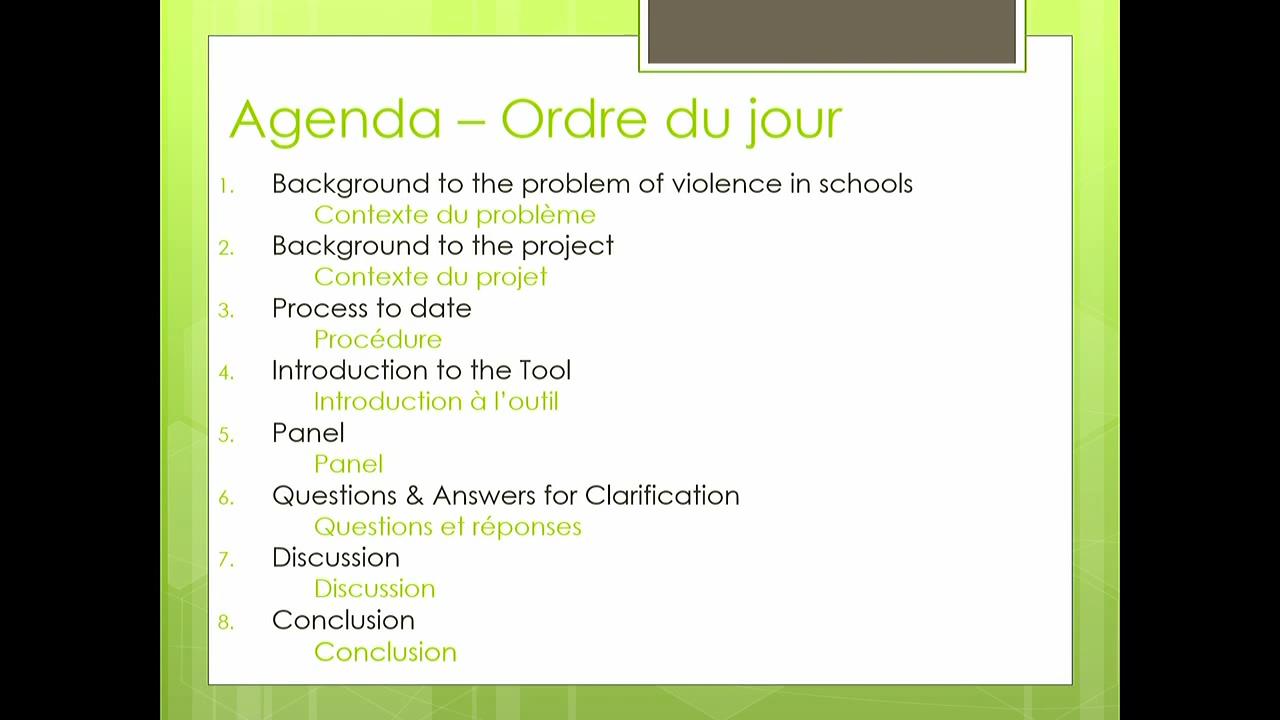 Agenda – Ordre du jour
1. Background to the problem of violence in schools
Contexte du problème
2. Background to the project
Contexte du projet
3. Process to date
Procédure
4. Introduction to the Tool
Introduction à l’outil
5. Panel
Panel
6. Questions & Answers for Clarification
Questions et réponses
7. Discussion
Discussion
8. Conclusion
Conclusion